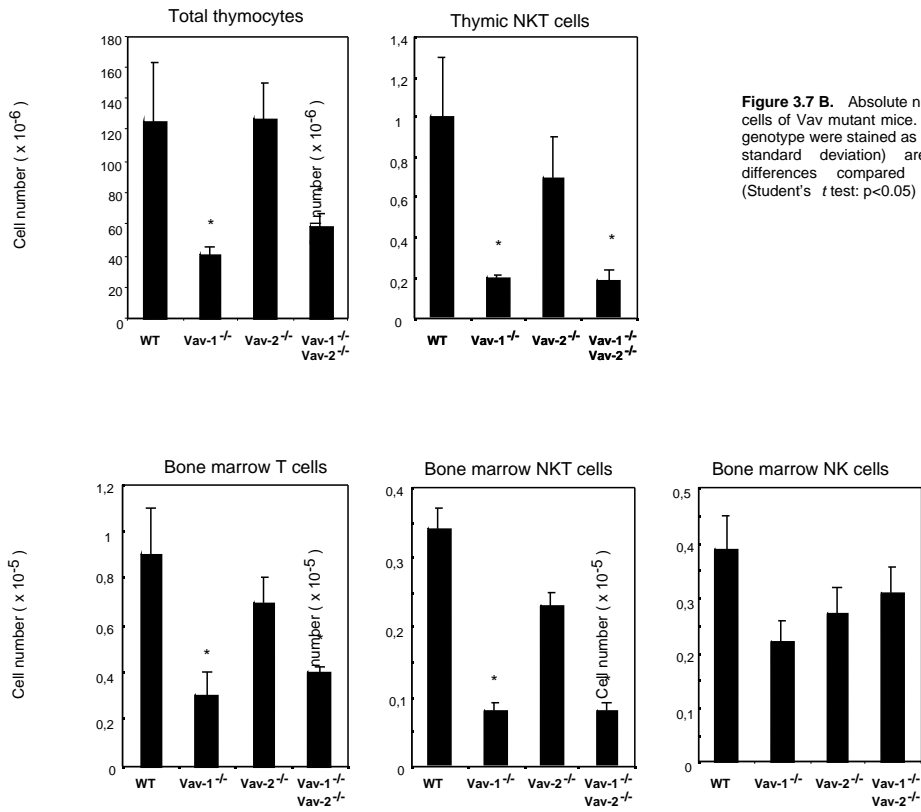 Total thymocytes
Cell number ( x 10-6 )
180
160
140
120
100
80
60
40
20
0
*
*
WT Vav-1 -/- Vav-2 -/- Vav-1 -/-
Vav-2 -/-
Thymic NKT cells
number ( x 10-6 )
1,4
1,2
1
0,8
0,6
0,4
0,2
0
*
*
WT Vav-1 -/- Vav-2 -/- Vav-1 -/-
Vav-2 -/-
Figure 3.7 B. Absolute n
cells of Vav mutant mice.
genotype were stained as
standard deviation) are
differences compared
(Student's t test: p<0.05)
Bone marrow T cells
Cell number ( x 10-5 )
1,2
1
0,8
0,6
0,4
0,2
0
*
*
WT Vav-1 -/- Vav-2 -/- Vav-1 -/-
Vav-2 -/-
Bone marrow NKT cells
number ( x 10-5 )
0,4
0,3
0,2
0,1
0
*
*
WT Vav-1 -/- Vav-2 -/- Vav-1 -/-
Vav-2 -/-
Bone marrow NK cells
Cell number ( x 10-5 )
0,5
0,4
0,3
0,2
0,1
0
WT Vav-1 -/- Vav-2 -/- Vav-1 -/-
Vav-2 -/-